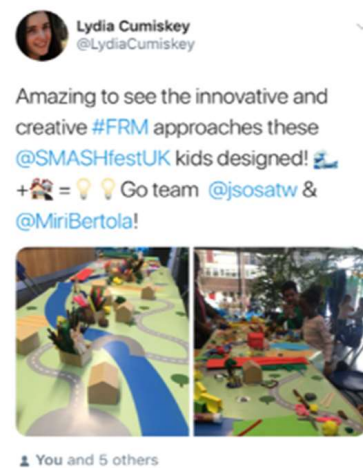 Lydia Cumiskey
@LydiaCumiskey
Amazing to see the innovative and
creative #FRM approaches these
@SMASHfestUK kids designed! 🌊
+🏘️ = 💡 💡 Go team @jsosatw &
@MiriBertola!
You and 5 others